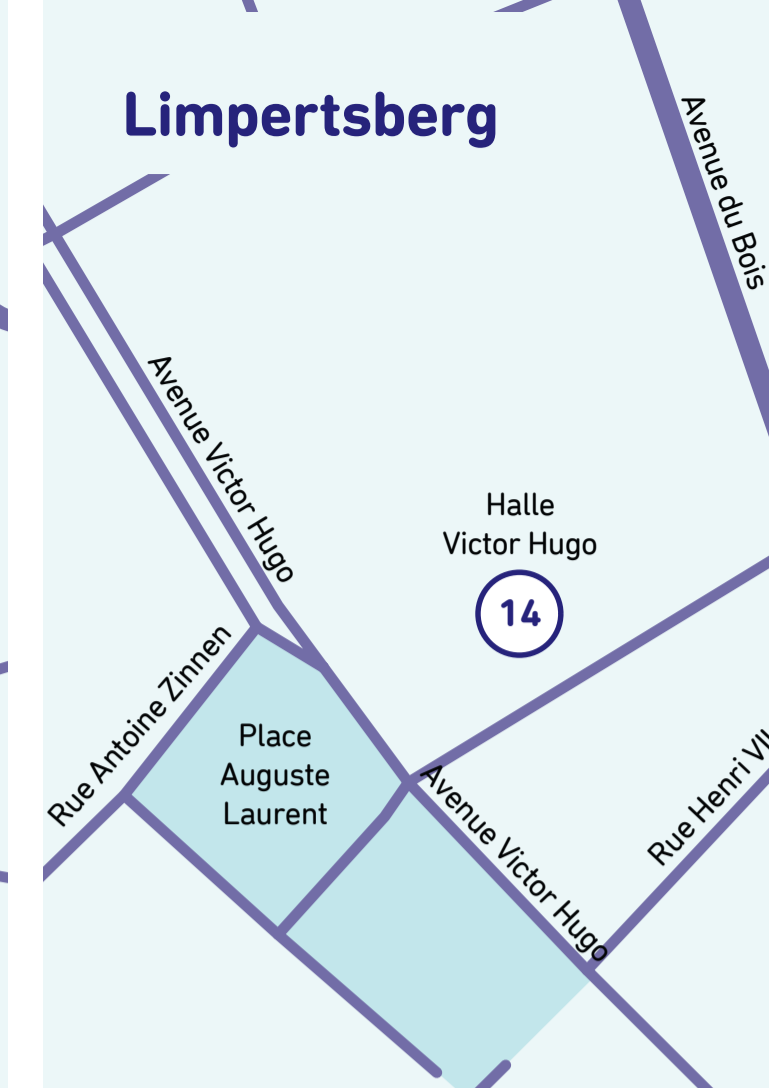 Limpertsberg
Avenue du Bois
Avenue Victor Hugo
Halle
Victor Hugo
14
Rue Antoine Zinnen
Place
Auguste
Laurent
Avenue Victor Hugo
Rue Henri VII